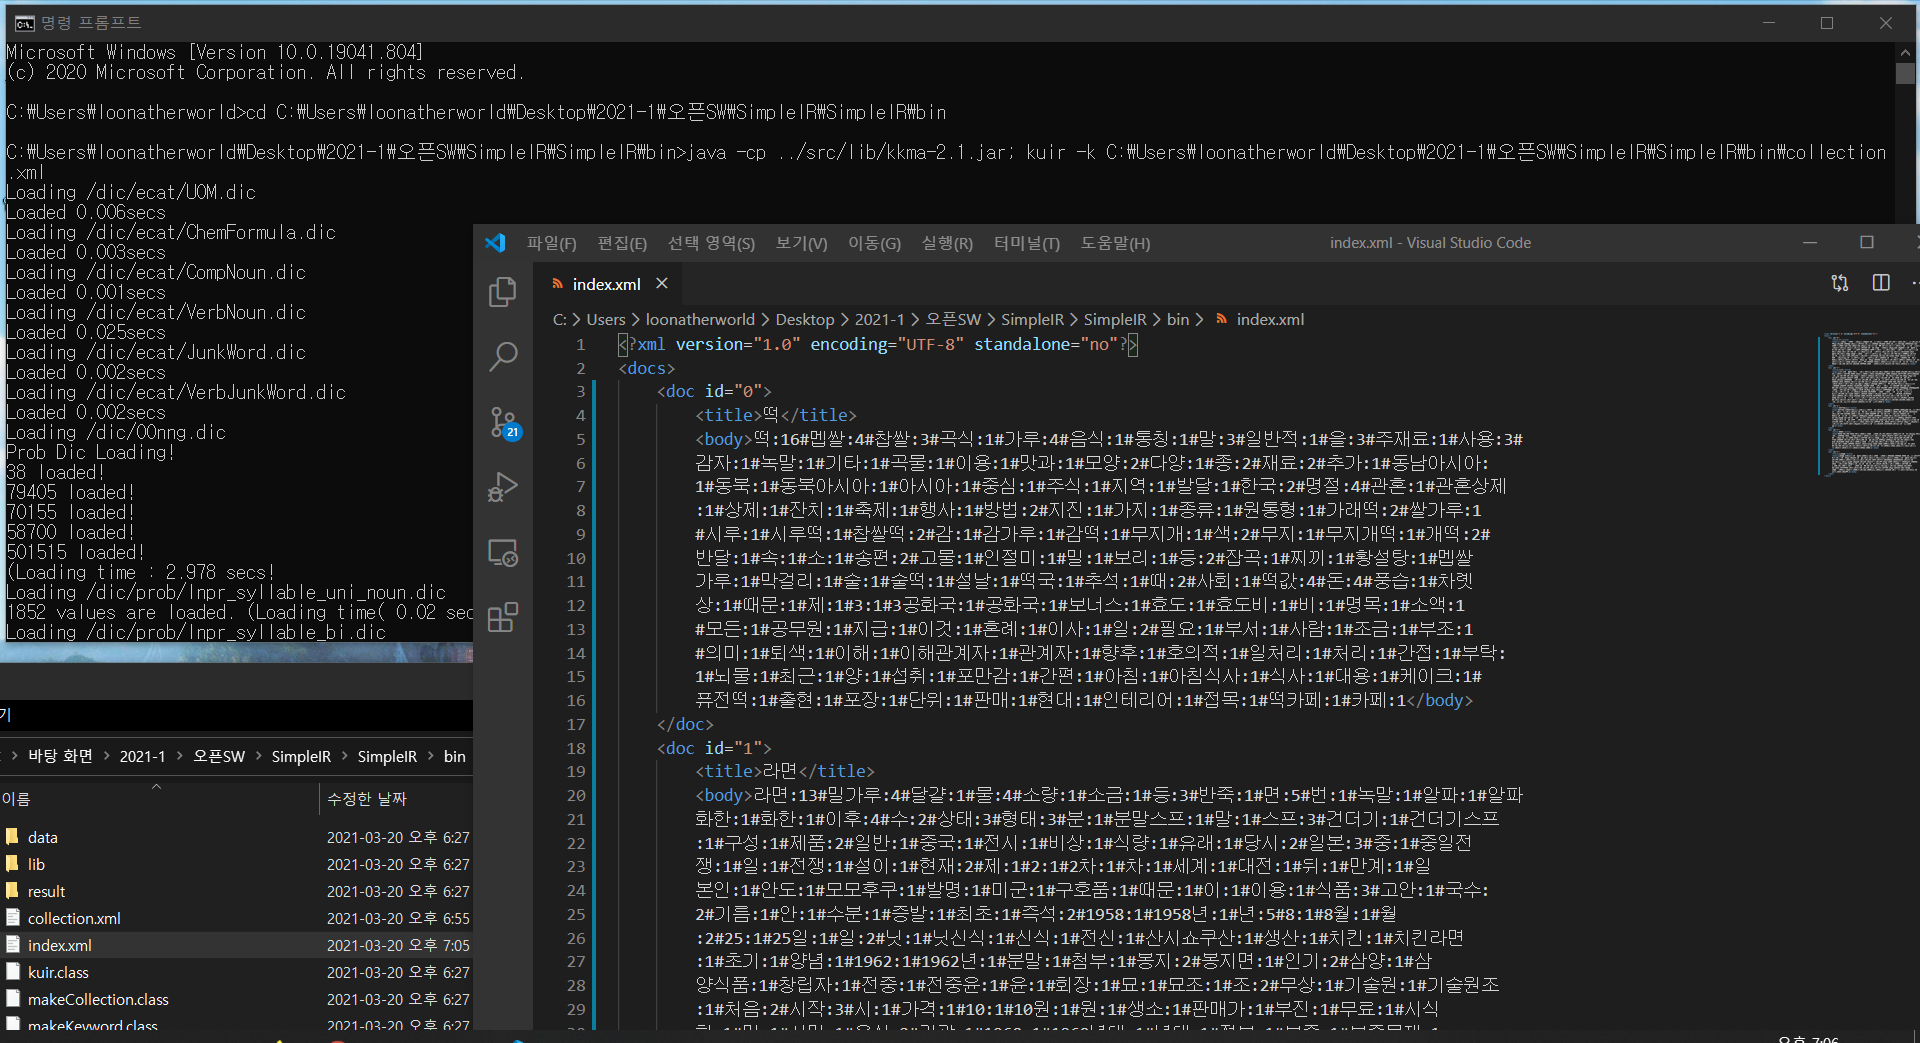 명령 프롬프트
Microsoft Windows [Version 10.0.19041.804]
(c) 2020 Microsoft Corporation. All rights reserved.
C:₩Users₩loonatherworld>cd C:₩Users₩loonatherworld₩Desktop₩2021-1₩오픈SW₩SimpleIR₩SimpleIR₩bin
C:₩Users₩loonatherworld₩Desktop₩2021-1₩오픈SW₩SimpleIR₩SimpleIR₩bin>java -cp ../src/lib/kkma-2.1.jar; kuir -k C:₩Users₩loonatherworld₩Desktop₩2021-1₩오픈SW₩SimpleIR₩SimpleIR₩bin₩collection
.xml
Loading /dic/ecat/UOM.dic
Loaded 0.006secs
Loading /dic/ecat/ChemFormula.dic
Loaded 0.003secs
Loading /dic/ecat/CompNoun.dic
Loaded 0.001secs
Loading /dic/ecat/VerbNoun.dic
Loaded 0.025secs
Loading /dic/ecat/JunkWord.dic
Loaded 0.002secs
Loading /dic/ecat/VerbJunkWord.dic
Loaded 0.002secs
Loading /dic/00nng.dic
Prob Dic Loading!
38 loaded!
79405 loaded!
70155 loaded!
58700 loaded!
501515 loaded!
(Loading time : 2.978 secs!
Loading /dic/prob/lnpr_syllable_uni_noun.dic
1852 values are loaded. (Loading time( 0.02 sec
Loading /dic/prob/lnpr_syllable_bi.dic
파일(F) 편집(E) 선택 영역(S) 보기(V) 이동(G) 실행(R) 터미널(T) 도움말(H) index.xml - Visual Studio Code
index.xml
C: > Users > loonatherworld > Desktop > 2021-1 > 오픈SW > SimpleIR > SimpleIR > bin > index.xml
21
1 <?xml version="1.0" encoding="UTF-8" standalone="no"?>
2 <docs>
3 <doc id="0">
4 <title>떡</title>
5 <body>떡:16#멥쌀:4#찹쌀:3#곡식:1#가루:4#음식:1#통칭:1#말:3#일반적:1#을:3#주재료:1#사용:3#
6 감자:1#녹말:1#기타:1#곡물:1#이용:1#맛과:1#모양:2#다양:1#종:2#재료:2#추가:1#동남아시아:
7 1#동북:1#동북아시아:1#아시아:1#중심:1#주식:1#지역:1#발달:1#한국:2#명절:4#관혼:1#관혼상제
8 :1#상제:1#잔치:1#축제:1#행사:1#방법:2#지진:1#가지:1#종류:1#원통형:1#가래떡:2#쌀가루:1
9 #시루:1#시루떡:1#찹쌀떡:2#감:1#감가루:1#감떡:1#무지개:1#색:2#무지:1#무지개떡:1#개떡:2#
10 반달:1#속:1#소:1#송편:2#고물:1#인절미:1#밀:1#보리:1#등:2#잡곡:1#찌끼:1#황설탕:1#멥쌀
11 가루:1#막걸리:1#술:1#술떡:1#설날:1#떡국:1#추석:1#때:2#사회:1#떡값:4#돈:4#풍습:1#차렛
12 상:1#때문:1#제:1#3:1#3공화국:1#공화국:1#보너스:1#효도:1#효도비:1#비:1#명목:1#소액:1
13 #모든:1#공무원:1#지급:1#이것:1#혼례:1#이사:1#일:2#필요:1#부서:1#사람:1#조금:1#부조:1
14 #의미:1#퇴색:1#이해:1#이해관계자:1#관계자:1#향후:1#호의적:1#일처리:1#처리:1#간접:1#부탁:
15 1#뇌물:1#최근:1#양:1#섭취:1#포만감:1#간편:1#아침:1#아침식사:1#식사:1#대용:1#케이크:1#
16 퓨전떡:1#출현:1#포장:1#단위:1#판매:1#현대:1#인테리어:1#접목:1#떡카페:1#카페:1</body>
17 </doc>
18 <doc id="1">
19 <title>라면</title>
20 <body>라면:13#밀가루:4#달걀:1#물:4#소량:1#소금:1#등:3#반죽:1#면:5#번:1#녹말:1#알파:1#알파
21 화한:1#화한:1#이후:4#수:2#상태:3#형태:3#분:1#분말스프:1#말:1#스프:3#건더기:1#건더기스프
22 :1#구성:1#제품:2#일반:1#중국:1#전시:1#비상:1#식량:1#유래:1#당시:2#일본:3#중:1#중일전
23 쟁:1#일:1#전쟁:1#설이:1#현재:2#제:1#2:1#2차:1#차:1#세계:1#대전:1#뒤:1#만계:1#일
24 본인:1#안도:1#모모후쿠:1#발명:1#미군:1#구호품:1#때문:1#이:1#이용:1#식품:3#고안:1#국수:
25 2#기름:1#안:1#수분:1#증발:1#최초:1#즉석:2#1958:1#1958년:1#년:5#8:1#8월:1#월
26 :2#25:1#25일:1#일:2#닛:1#닛신식:1#신식:1#전신:1#산시쇼쿠산:1#생산:1#치킨:1#치킨라면
27 :1#초기:1#양념:1#1962:1#1962년:1#분말:1#첨부:1#봉지:2#봉지면:1#인기:2#삼양:1#삼
28 양식품:1#창립자:1#전중:1#전중윤:1#윤:1#회장:1#묘:1#묘조:1#조:2#무상:1#기술원:1#기술원조
29 :1#처음:2#시작:3#시:1#가격:1#10:1#10원:1#원:1#생소:1#판매가:1#부진:1#무료:1#시식
기
바탕 화면 > 2021-1 > 오픈SW > SimpleIR > SimpleIR > bin
이름 수정한 날짜
data 2021-03-20 오후 6:27
lib 2021-03-20 오후 6:27
result 2021-03-20 오후 6:27
collection.xml 2021-03-20 오후 6:55
index.xml 2021-03-20 오후 7:05
kuir.class 2021-03-20 오후 6:27
makeCollection.class 2021-03-20 오후 6:27
makeKeyword.class 2021-03-20 오후 6:27
오후 7:06